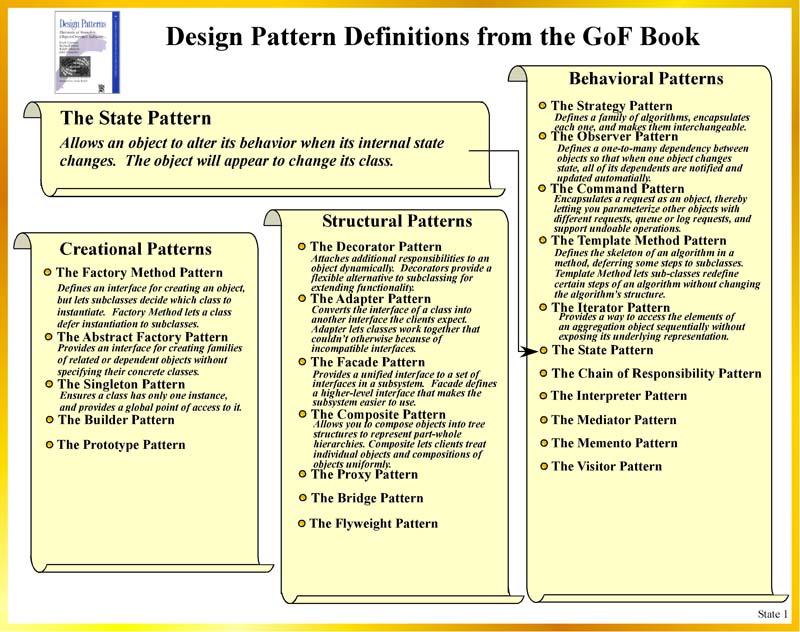 Design Patterns
Design Pattern Definitions from the GoF Book
The State Pattern
Allows an object to alter its behavior when its internal state
changes. The object will appear to change its class.
Creational Patterns
The Factory Method Pattern
Defines an interface for creating an object,
but lets subclasses decide which class to
instantiate. Factory Method lets a class
defer instantiation to subclasses.
The Abstract Factory Pattern
Provides an interface for creating families
of related or dependent objects without
specifying their concrete classes.
The Singleton Pattern
Ensures a class has only one instance,
and provides a global point of access to it.
The Builder Pattern
The Prototype Pattern
Structural Patterns
The Decorator Pattern
Attaches additional responsibilities to an
object dynamically. Decorators provide a
flexible alternative to subclassing for
extending functionality.
The Adapter Pattern
Converts the interface of a class into
another interface the clients expect.
Adapter lets classes work together that
couldn't otherwise because of
incompatible interfaces.
The Facade Pattern
Provides a unified interface to a set of
interfaces in a subsystem. Facade defines
a higher-level interface that makes the
subsystem easier to use.
The Composite Pattern
Allows you to compose objects into tree
structures to represent part-whole
hierarchies. Composite lets clients treat
individual objects and compositions of
objects uniformly.
The Proxy Pattern
The Bridge Pattern
The Flyweight Pattern
Behavioral Patterns
The Strategy Pattern
Defines a family of algorithms, encapsulates
each one, and makes them interchangeable.
The Observer Pattern
Defines a one-to-many dependency between
objects so that when one object changes
state, all of its dependents are notified and
updated automatically.
The Command Pattern
Encapsulates a request as an object, thereby
letting you parameterize other objects with
different requests, queue or log requests, and
support undoable operations.
The Template Method Pattern
Defines the skeleton of an algorithm in a
method, deferring some steps to subclasses.
Template Method lets sub-classes redefine
certain steps of an algorithm without changing
the algorithm's structure.
The Iterator Pattern
Provides a way to access the elements of
an aggregation object sequentially without
exposing its underlying representation.
The State Pattern
The Chain of Responsibility Pattern
The Interpreter Pattern
The Mediator Pattern
The Memento Pattern
The Visitor Pattern
State 1